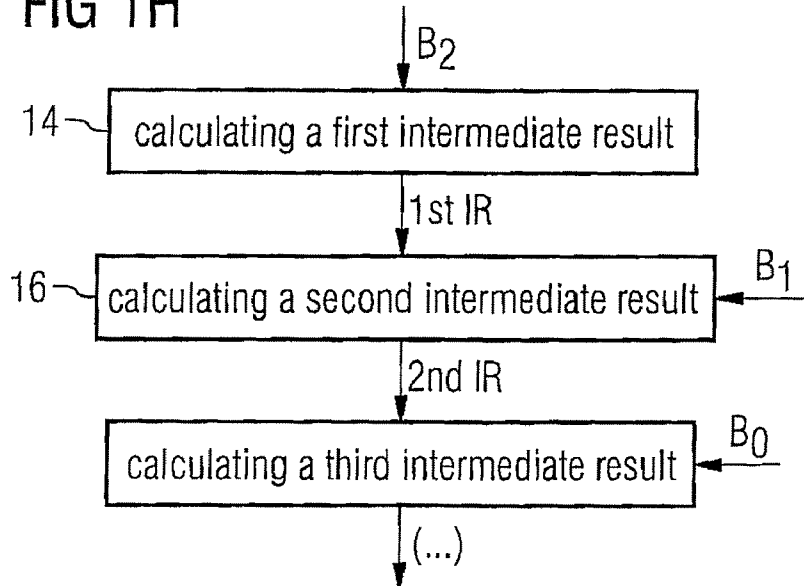 FIG 1H
B2
14
calculating a first intermediate result
1st IR
16
calculating a second intermediate result
B1
2nd IR
calculating a third intermediate result
B0
(...)